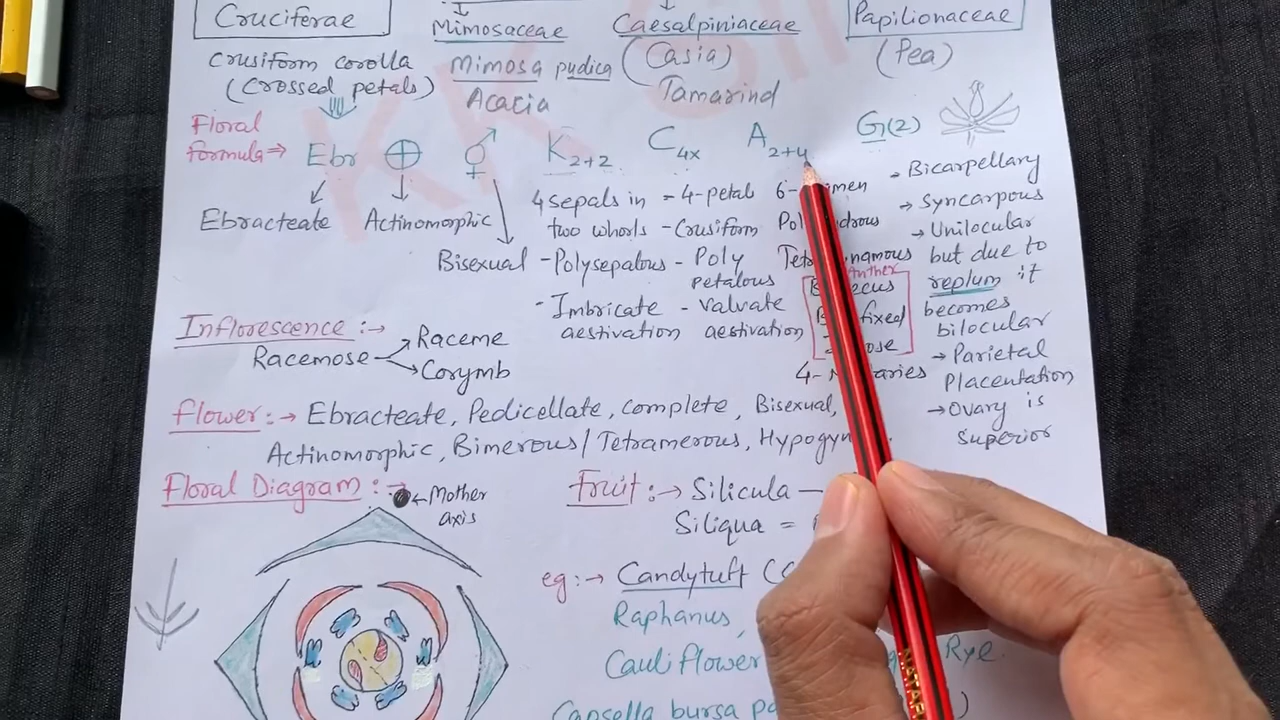 Cruciferae
Mimosaceae
Caesalpiniaceae
Papilionaceae
Crusiform corolla
(Crossed petals)
Mimosa pudica
Acacia
(Casia)
Tamarind
(Pea)
Floral
formula⇒ Ebr ⊕ ⚥ K2+2 C4x A2+4 G(2)
Ebracteate
Actinomorphic
Bisexual
4 sepals in
two whorls
- Polysepalous
- Imbricate
aestivation
= 4-petal
- Crusiform
- Poly
petalous
- valvate
aestivation
6-
Anther
4-
→ Bicarpellary
→ Syncarpous
→ Unilocular
but due to
replum it
becomes
bilocular
→ Parietal
Placentation
→ Ovary is
superior
Inflorescence :→
Racemose
→ Raceme
→ Corymb
flower :→ Ebracteate, Pedicellate, complete, Bisexual,
Actinomorphic, Bimerous/Tetramerous,
Floral Diagram :→
← Mother
axis
Fruit :→ Silicula —
Siliqua =
eg :→ Candytuft
Raphanus,
Cauliflower
Rye.
Capsella bursa